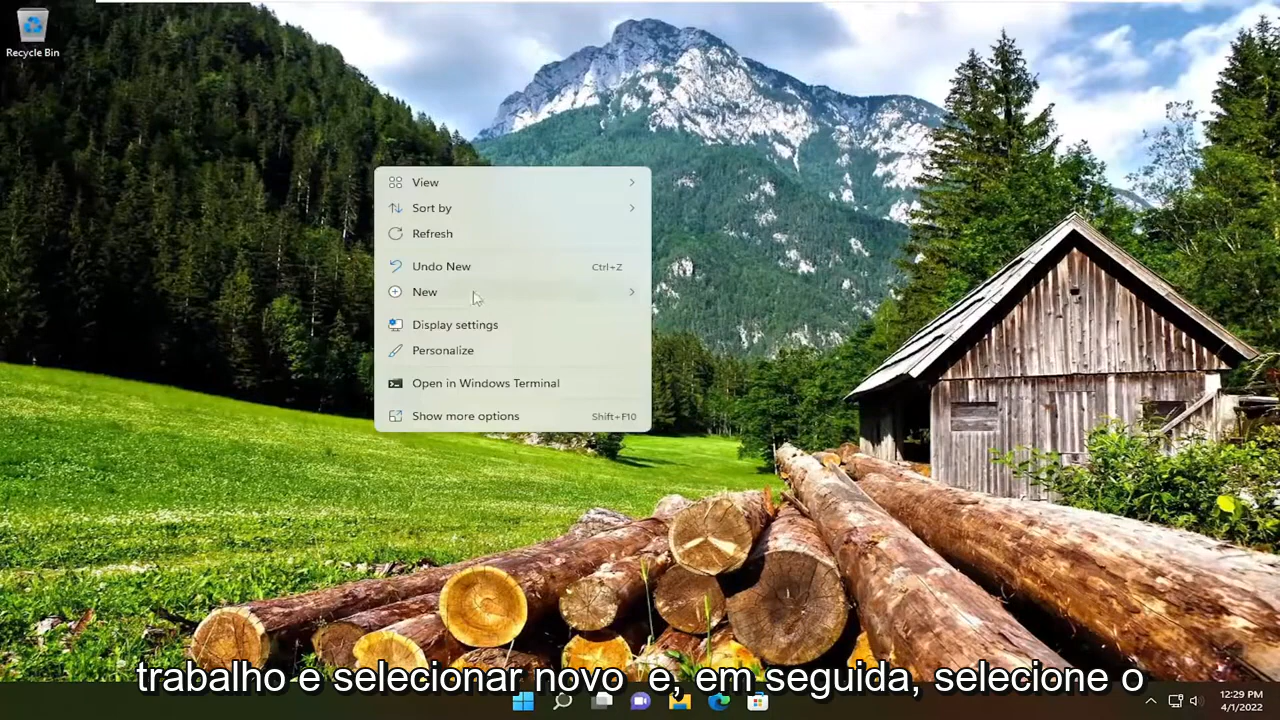 Recycle Bin
View
Sort by
Refresh
Undo New Ctrl+Z
New
Display settings
Personalize
Open in Windows Terminal
Show more options Shift+F10
trabalho e selecionar novo e, em seguida, selecione o
12:29 PM
4/1/2022